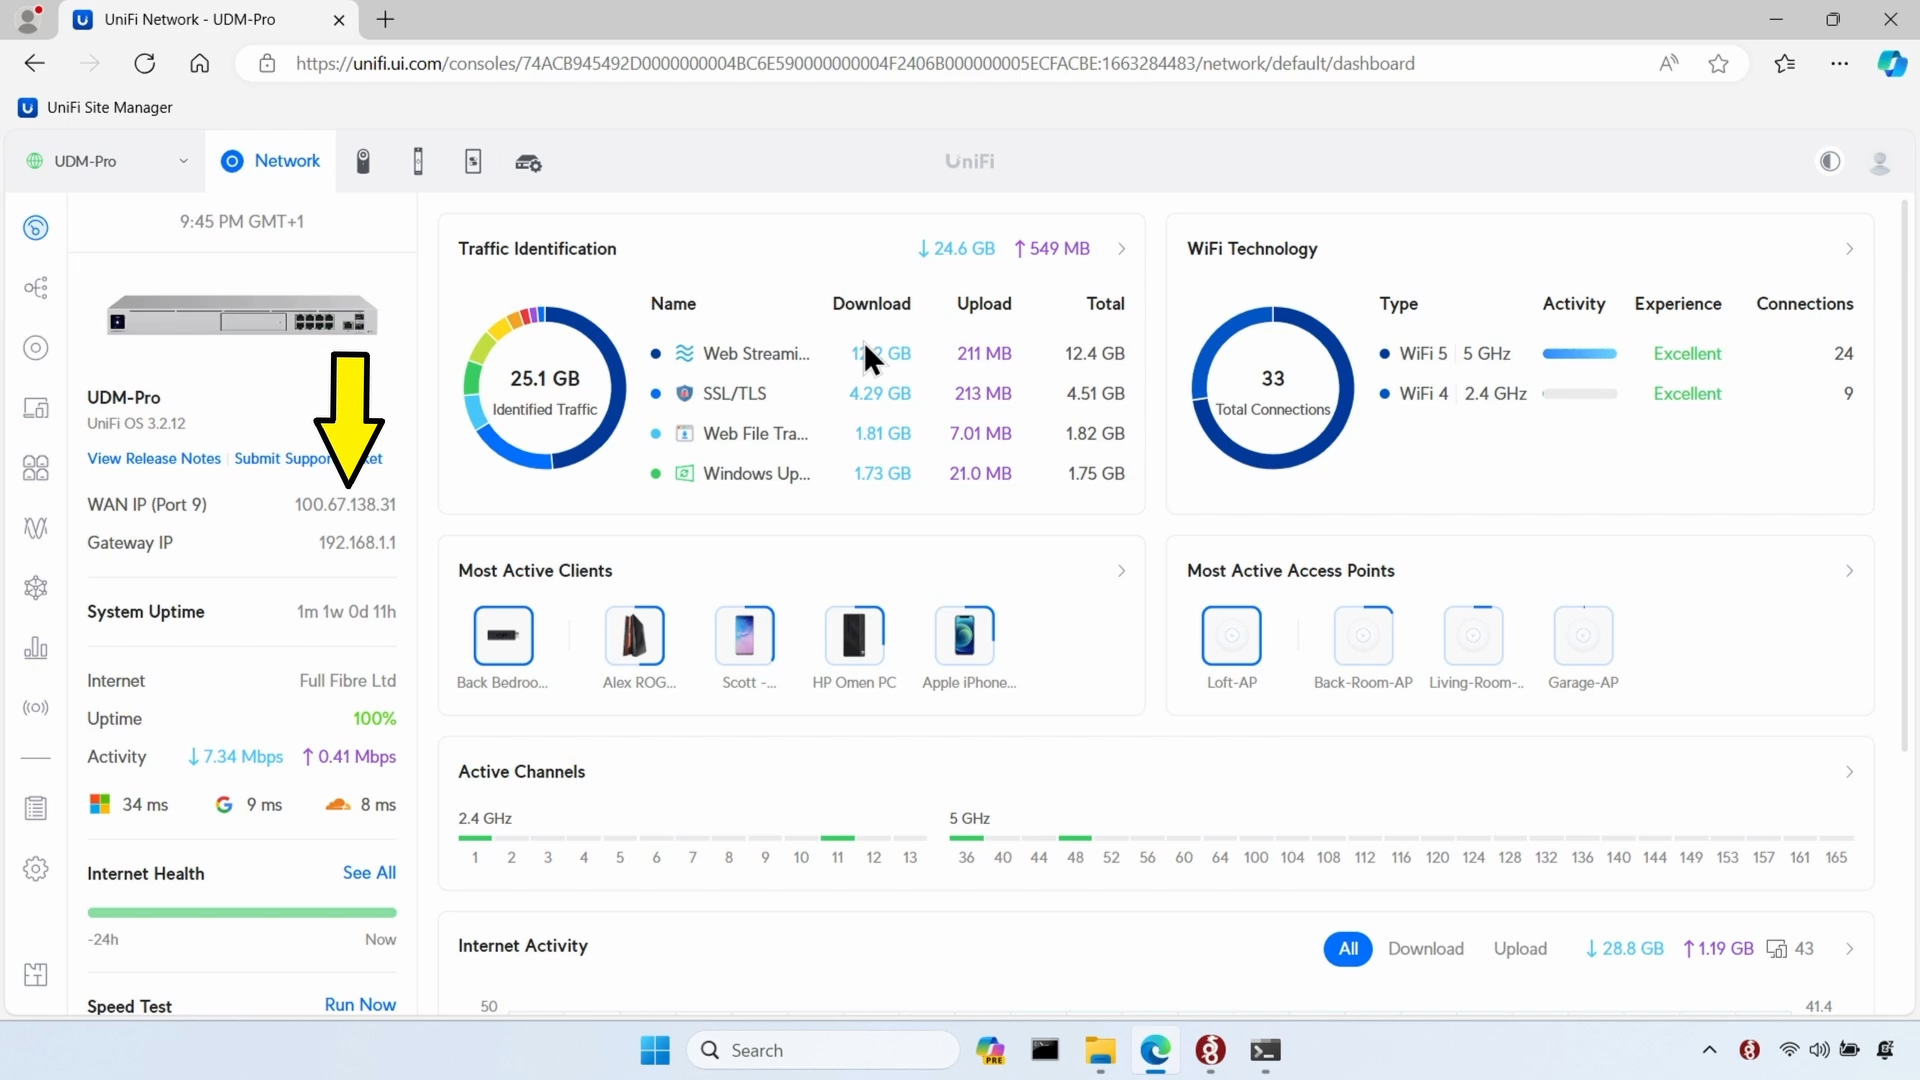 UniFi Network - UDM-Pro
https://unifi.ui.com/consoles/74ACB945492D0000000004BC6E590000000004F2406B000000005ECFACBE:1663284483/network/default/dashboard
UniFi Site Manager
UDM-Pro
Network
UniFi
9:45 PM GMT+1
UDM-Pro
UniFi OS 3.2.12
View Release Notes
Submit Suppor
ket
WAN IP (Port 9) 100.67.138.31
Gateway IP 192.168.1.1
System Uptime 1m 1w 0d 11h
Internet Full Fibre Ltd
Uptime 100%
Activity ↓7.34 Mbps ↑0.41 Mbps
34 ms 9 ms 8 ms
Internet Health See All
-24h Now
Speed Test Run Now
Traffic Identification ↓24.6 GB ↑549 MB
25.1 GB
Identified Traffic
Name Download Upload Total
Web Streami... GB 211 MB 12.4 GB
SSL/TLS 4.29 GB 213 MB 4.51 GB
Web File Tra... 1.81 GB 7.01 MB 1.82 GB
Windows Up... 1.73 GB 21.0 MB 1.75 GB
WiFi Technology
33
Total Connections
Type Activity Experience Connections
WiFi 5 5 GHz Excellent 24
WiFi 4 2.4 GHz Excellent 9
Most Active Clients
Back Bedroo... Alex ROG... Scott -... HP Omen PC Apple iPhone...
Most Active Access Points
Loft-AP Back-Room-AP Living-Room-.. Garage-AP
Active Channels
2.4 GHz
1 2 3 4 5 6 7 8 9 10 11 12 13
5 GHz
36 40 44 48 52 56 60 64 100 104 108 112 116 120 124 128 132 136 140 144 149 153 157 161 165
Internet Activity All Download Upload ↓28.8 GB ↑1.19 GB 43
50 41.4
Search
PRE